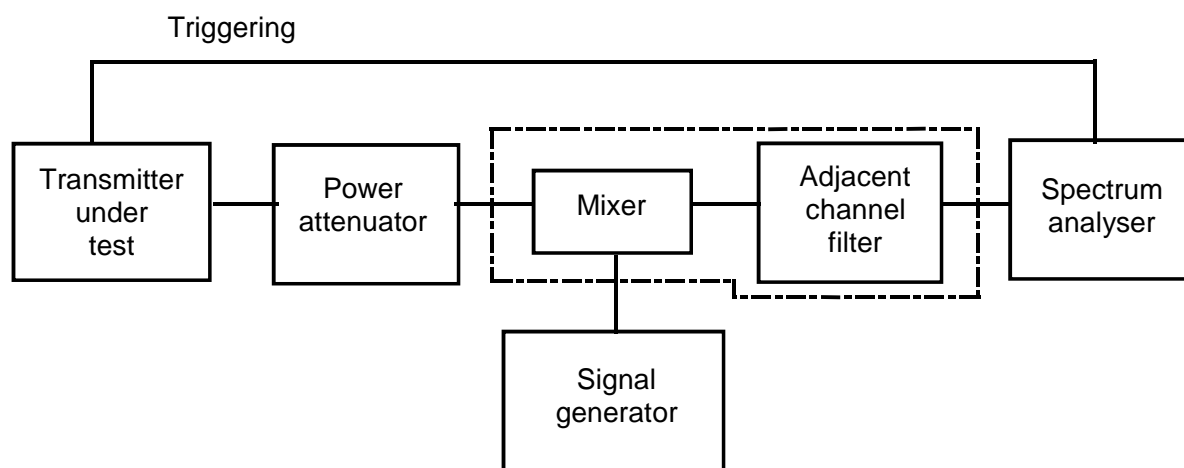 Triggering
Transmitter
under
test
Power
attenuator
Mixer
Adjacent
channel
filter
Spectrum
analyser
Signal
generator